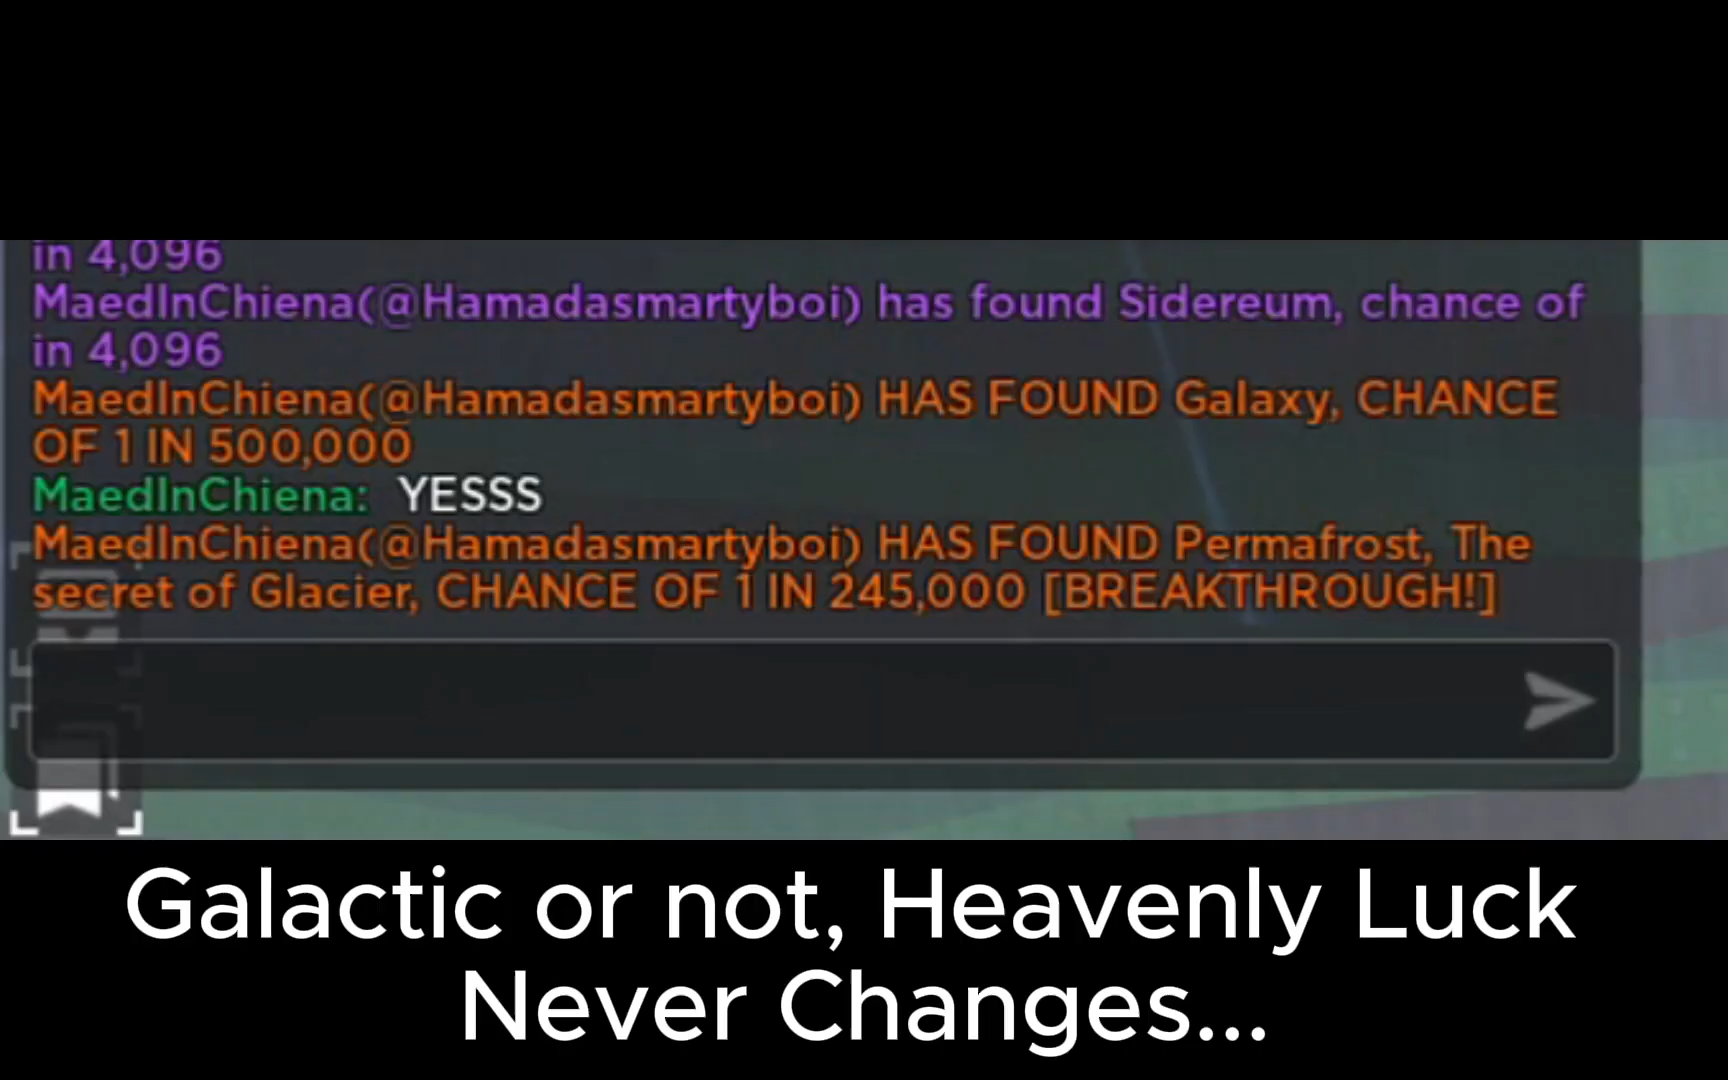 in 4,096
MaedInChiena(@Hamadasmartyboi) has found Sidereum, chance of
in 4,096
MaedInChiena(@Hamadasmartyboi) HAS FOUND Galaxy, CHANCE
OF 1 IN 500,000
MaedInChiena: YESSS
MaedInChiena(@Hamadasmartyboi) HAS FOUND Permafrost, The
secret of Glacier, CHANCE OF 1 IN 245,000 [BREAKTHROUGH!]
Galactic or not, Heavenly Luck
Never Changes...